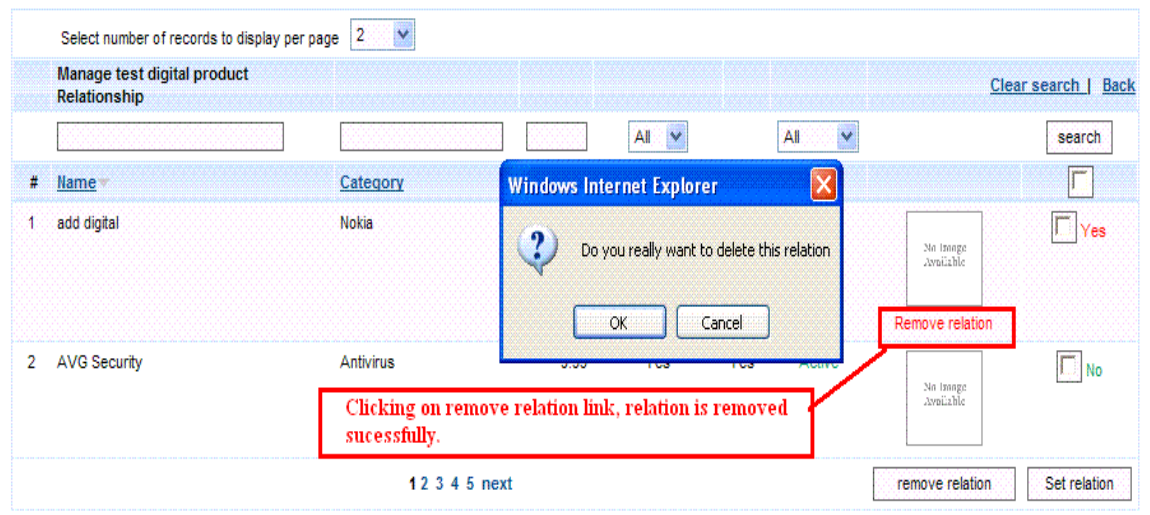 Select number of records to display per page 2
Manage test digital product
Relationship
Clear search | Back
All All search
# Name Category
Windows Internet Explorer
1 add digital Nokia Yes
Do you really want to delete this relation
No Image
Available
OK Cancel
Remove relation
2 AVG Security Antivirus 9.99 Yes Yes Active No
No Image
Available
Clicking on remove relation link, relation is removed
sucessfully.
1 2 3 4 5 next
remove relation Set relation